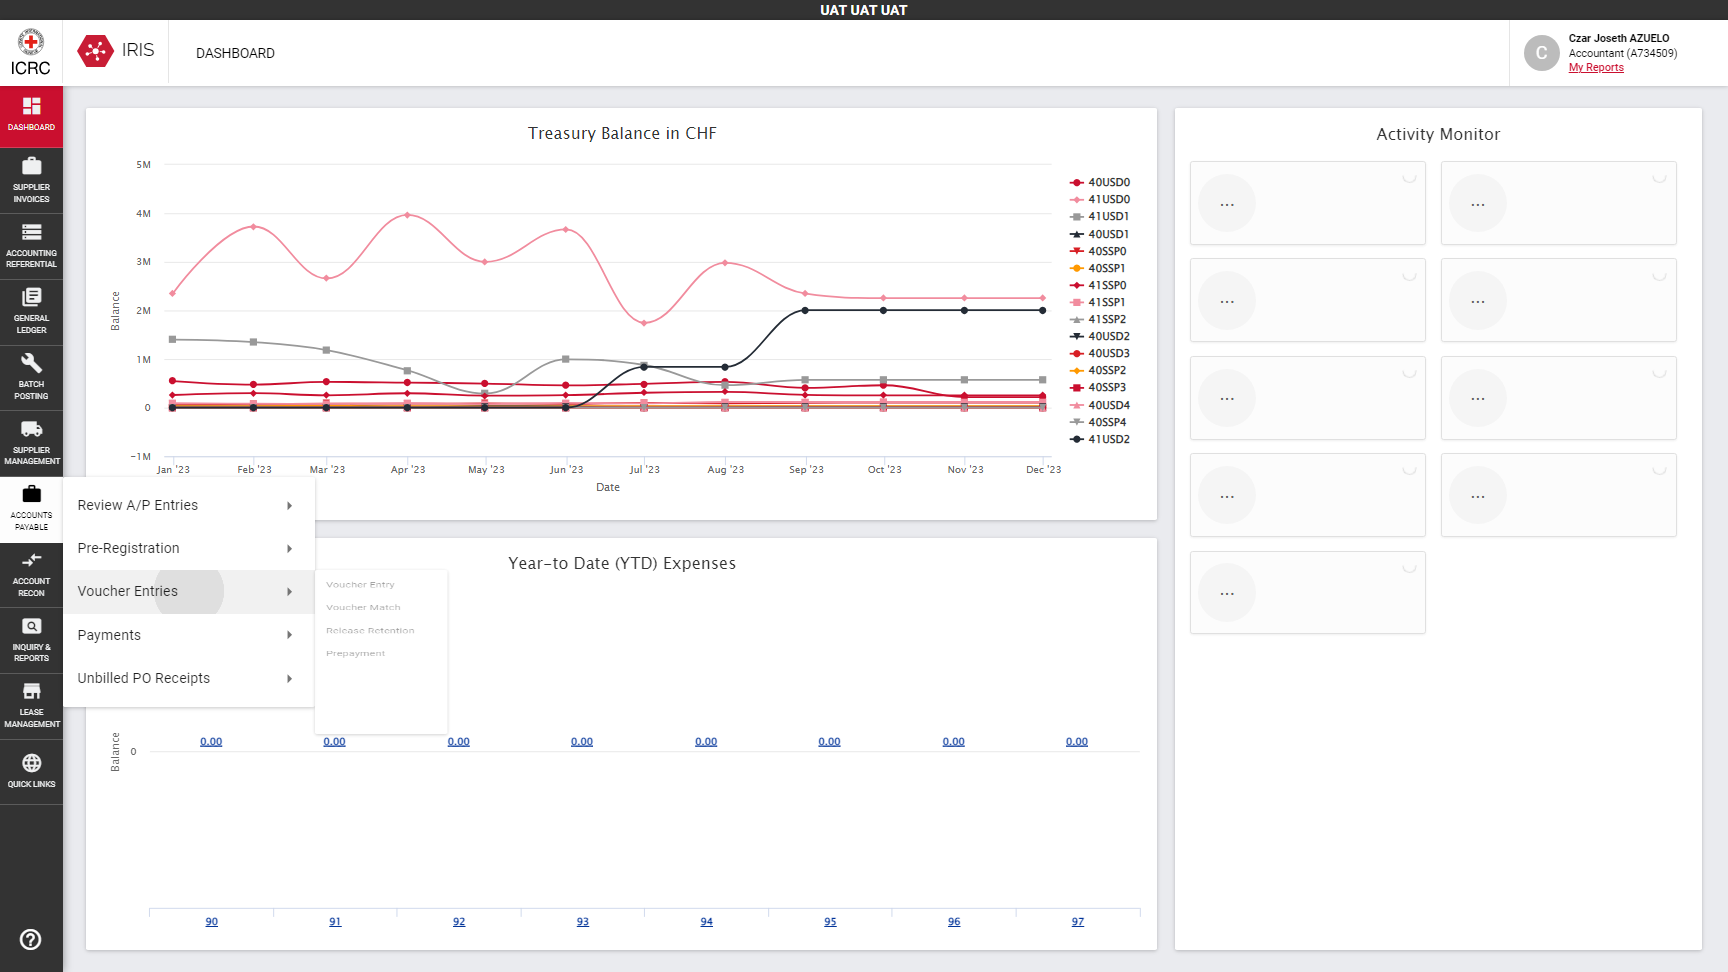 UAT UAT UAT
ICRC
IRIS
DASHBOARD
C
Czar Joseth AZUELO
Accountant (A734509)
My Reports
DASHBOARD
SUPPLIER
INVOICES
ACCOUNTING
REFERENTIAL
GENERAL
LEDGER
BATCH
POSTING
SUPPLIER
MANAGEMENT
ACCOUNTS
PAYABLE
ACCOUNT
RECON
INQUIRY &
REPORTS
LEASE
MANAGEMENT
QUICK LINKS
Treasury Balance in CHF
Balance
5M
4M
3M
2M
1M
0
-1M
Jan '23
Feb '23
Mar '23
Apr '23
May '23
Jun '23
Jul '23
Aug '23
Sep '23
Oct '23
Nov '23
Dec '23
Date
40USD0
41USD0
41USD1
40USD1
40SSP0
40SSP1
41SSP0
41SSP1
41SSP2
40USD2
40USD3
40SSP2
40SSP3
40USD4
40SSP4
41USD2
Review A/P Entries
Pre-Registration
Voucher Entries
Payments
Unbilled PO Receipts
Voucher Entry
Voucher Match
Release Retention
Prepayment
Year-to Date (YTD) Expenses
Balance
0
0.00
0.00
0.00
0.00
0.00
0.00
0.00
0.00
90
91
92
93
94
95
96
97
Activity Monitor
...
...
...
...
...
...
...
...
...